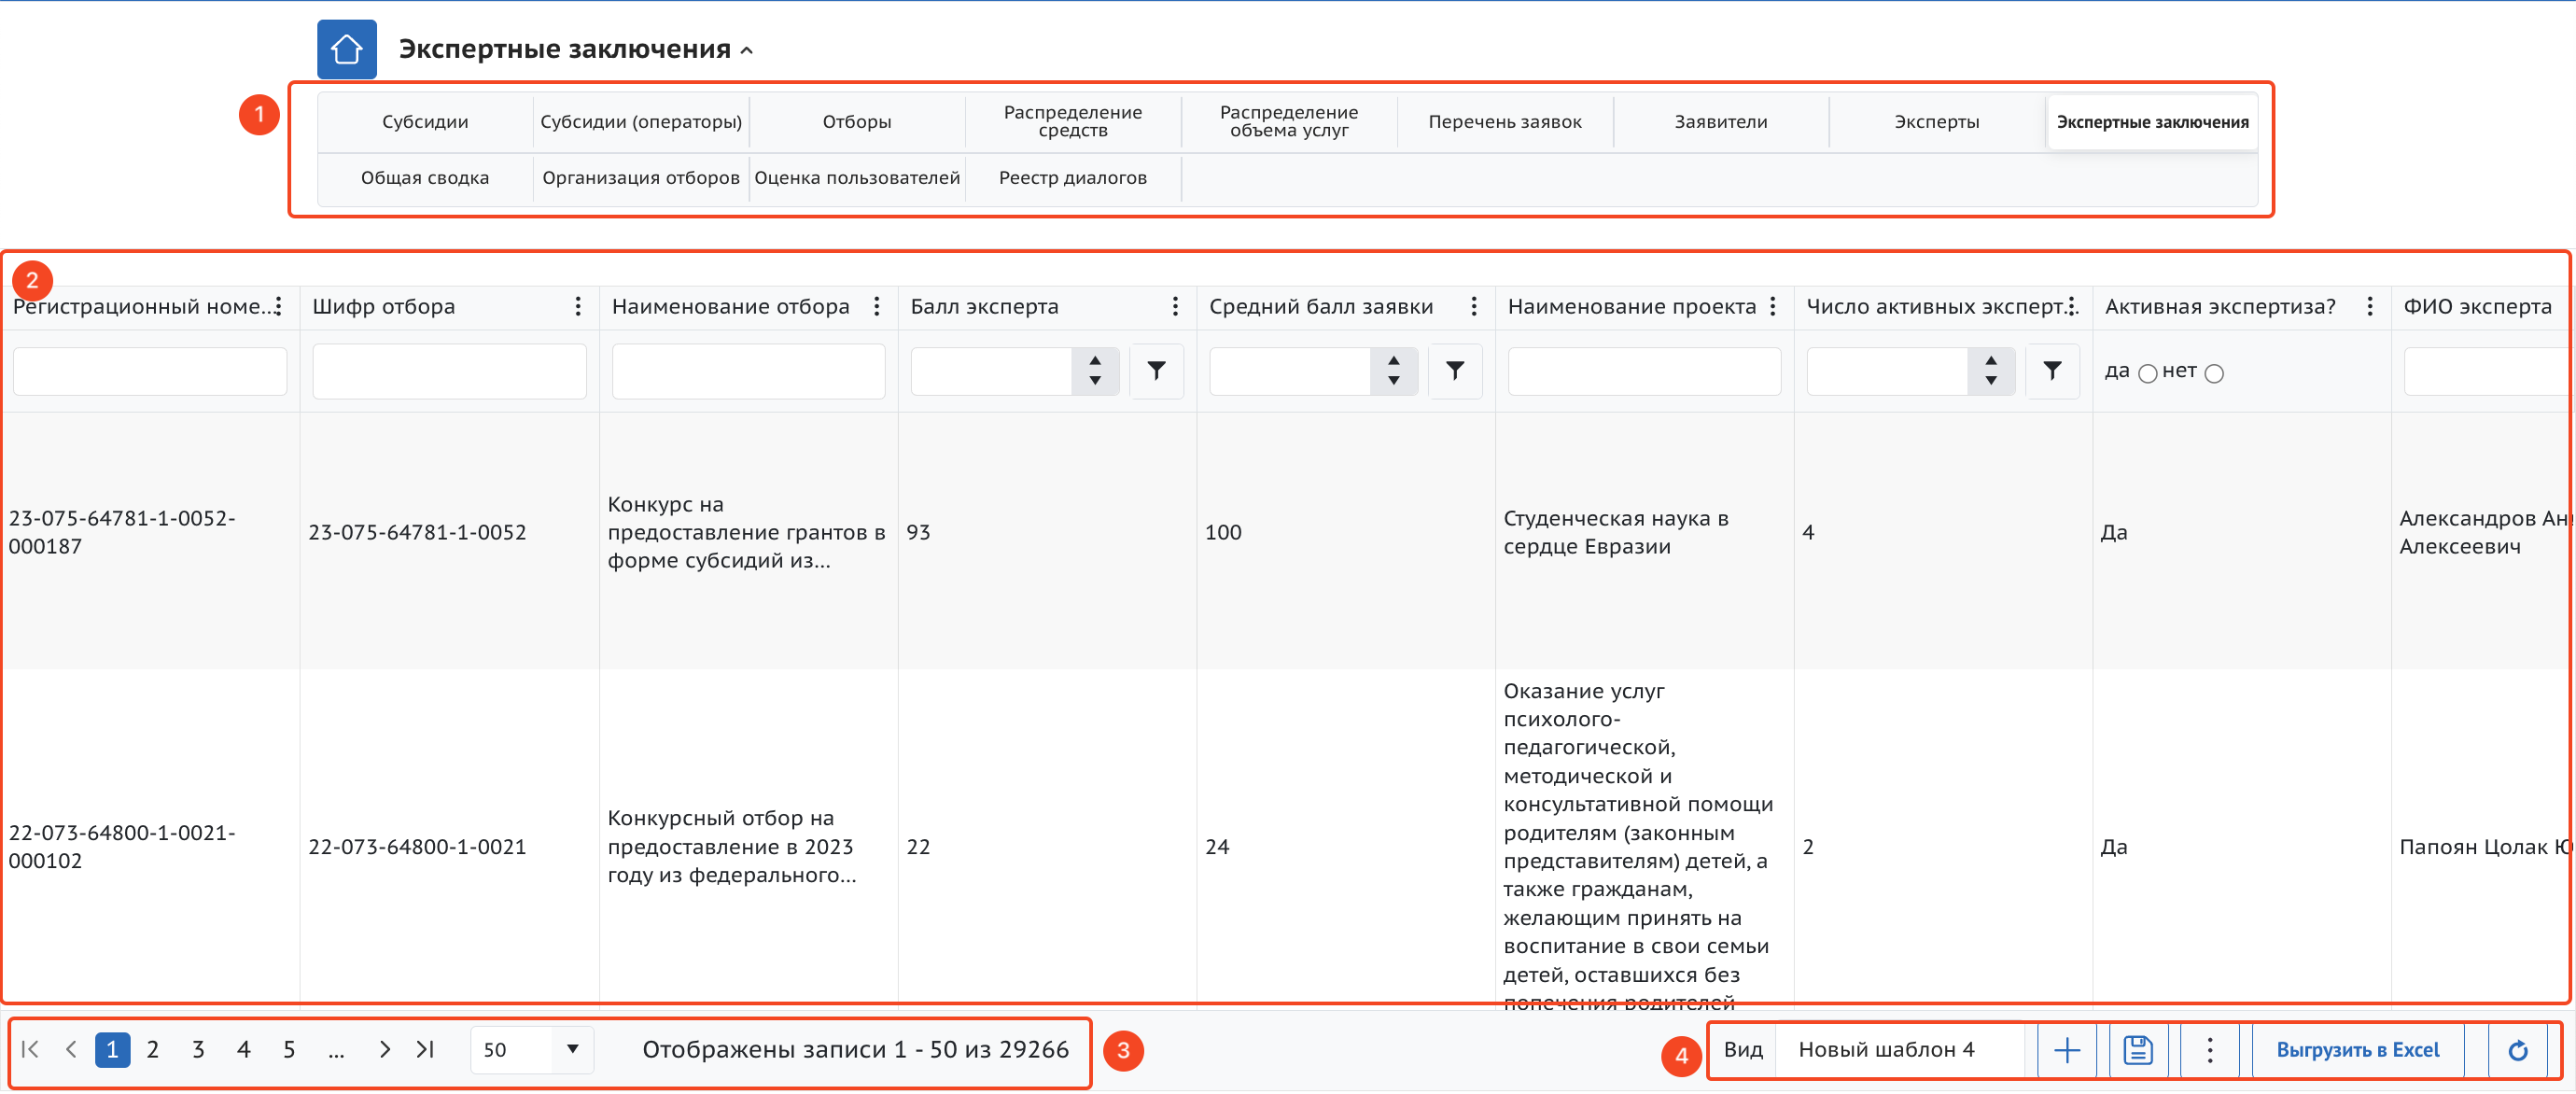 Экспертные заключения
1
Субсидии
Субсидии (операторы)
Отборы
Распределение
средств
Распределение
объема услуг
Перечень заявок
Заявители
Эксперты
Экспертные заключения
Общая сводка
Организация отборов
Оценка пользователей
Реестр диалогов
2
Регистрационный номе...
Шифр отбора
Наименование отбора
Балл эксперта
Средний балл заявки
Наименование проекта
Число активных эксперт...
Активная экспертиза?
ФИО эксперта
да нет
23-075-64781-1-0052-
000187
23-075-64781-1-0052
Конкурс на
предоставление грантов в
форме субсидий из...
93
100
Студенческая наука в
сердце Евразии
4
Да
Александров
Алексеевич
22-073-64800-1-0021-
000102
22-073-64800-1-0021
Конкурсный отбор на
предоставление в 2023
году из федерального...
22
24
Оказание услуг
психолого-
педагогической,
методической и
консультативной помощи
родителям (законным
представителям) детей, а
также гражданам,
желающим принять на
воспитание в свои семьи
детей, оставшихся без
попечения родителей
2
Да
Папоян Цолак
1 2 3 4 5 ...
50
Отображены записи 1 - 50 из 29266
3
4
Вид
Новый шаблон 4
Выгрузить в Excel